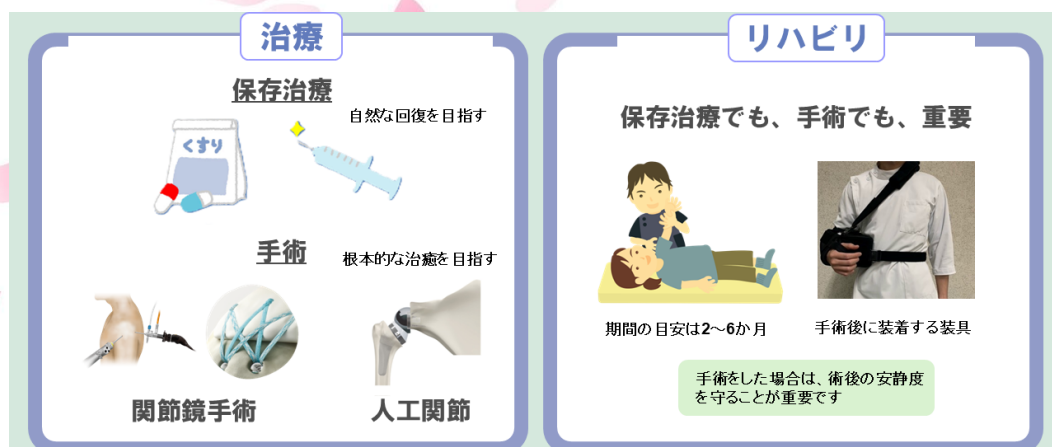 治療
保存治療
自然な回復を目指す
くすり
手術
根本的な治癒を目指す
関節鏡手術
人工関節
リハビリ
保存治療でも、手術でも、重要
期間の目安は2～6か月
手術後に装着する装具
手術をした場合は、術後の安静度
を守ることが重要です